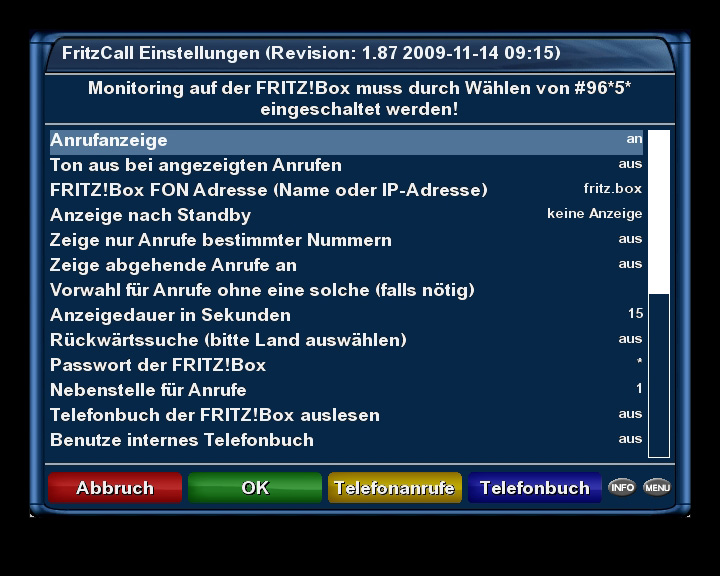 FritzCall Einstellungen (Revision: 1.87 2009-11-14 09:15)
Monitoring auf der FRITZ!Box muss durch Wählen von #96*5*
eingeschaltet werden!
Anrufanzeige an
Ton aus bei angezeigten Anrufen aus
FRITZ!Box FON Adresse (Name oder IP-Adresse) fritz.box
Anzeige nach Standby keine Anzeige
Zeige nur Anrufe bestimmter Nummern aus
Zeige abgehende Anrufe an aus
Vorwahl für Anrufe ohne eine solche (falls nötig)
Anzeigedauer in Sekunden 15
Rückwärtssuche (bitte Land auswählen) aus
Passwort der FRITZ!Box *
Nebenstelle für Anrufe 1
Telefonbuch der FRITZ!Box auslesen aus
Benutze internes Telefonbuch aus
Abbruch OK Telefonanrufe Telefonbuch INFO MENU